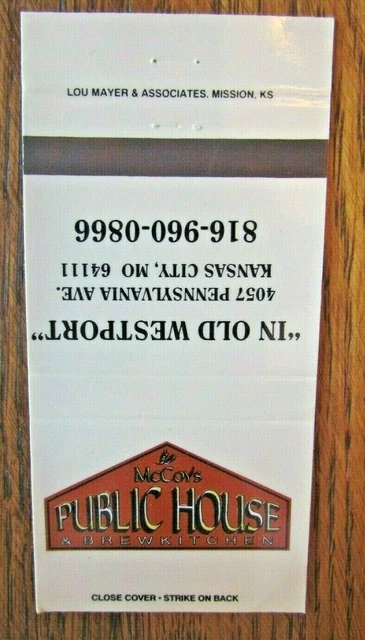 LOU MAYER & ASSOCIATES. MISSION, KS
"IN OLD WESTPORT"
4057 PENNSYLVANIA AVE.
KANSAS CITY, MO 64111
816-960-0866
McCoy's
PUBLIC HOUSE
& BREWKITCHEN
CLOSE COVER • STRIKE ON BACK